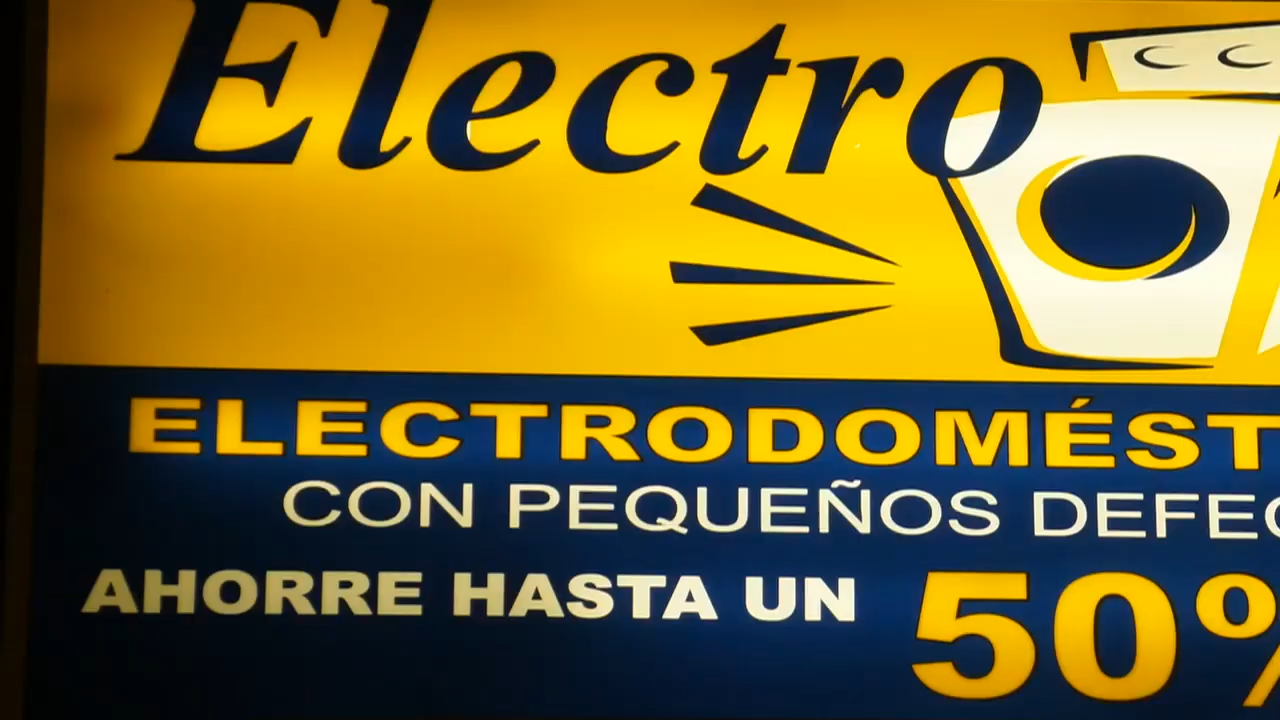 Electro
ELECTRODOMÉST
CON PEQUEÑOS DEFEC
AHORRE HASTA UN 50%